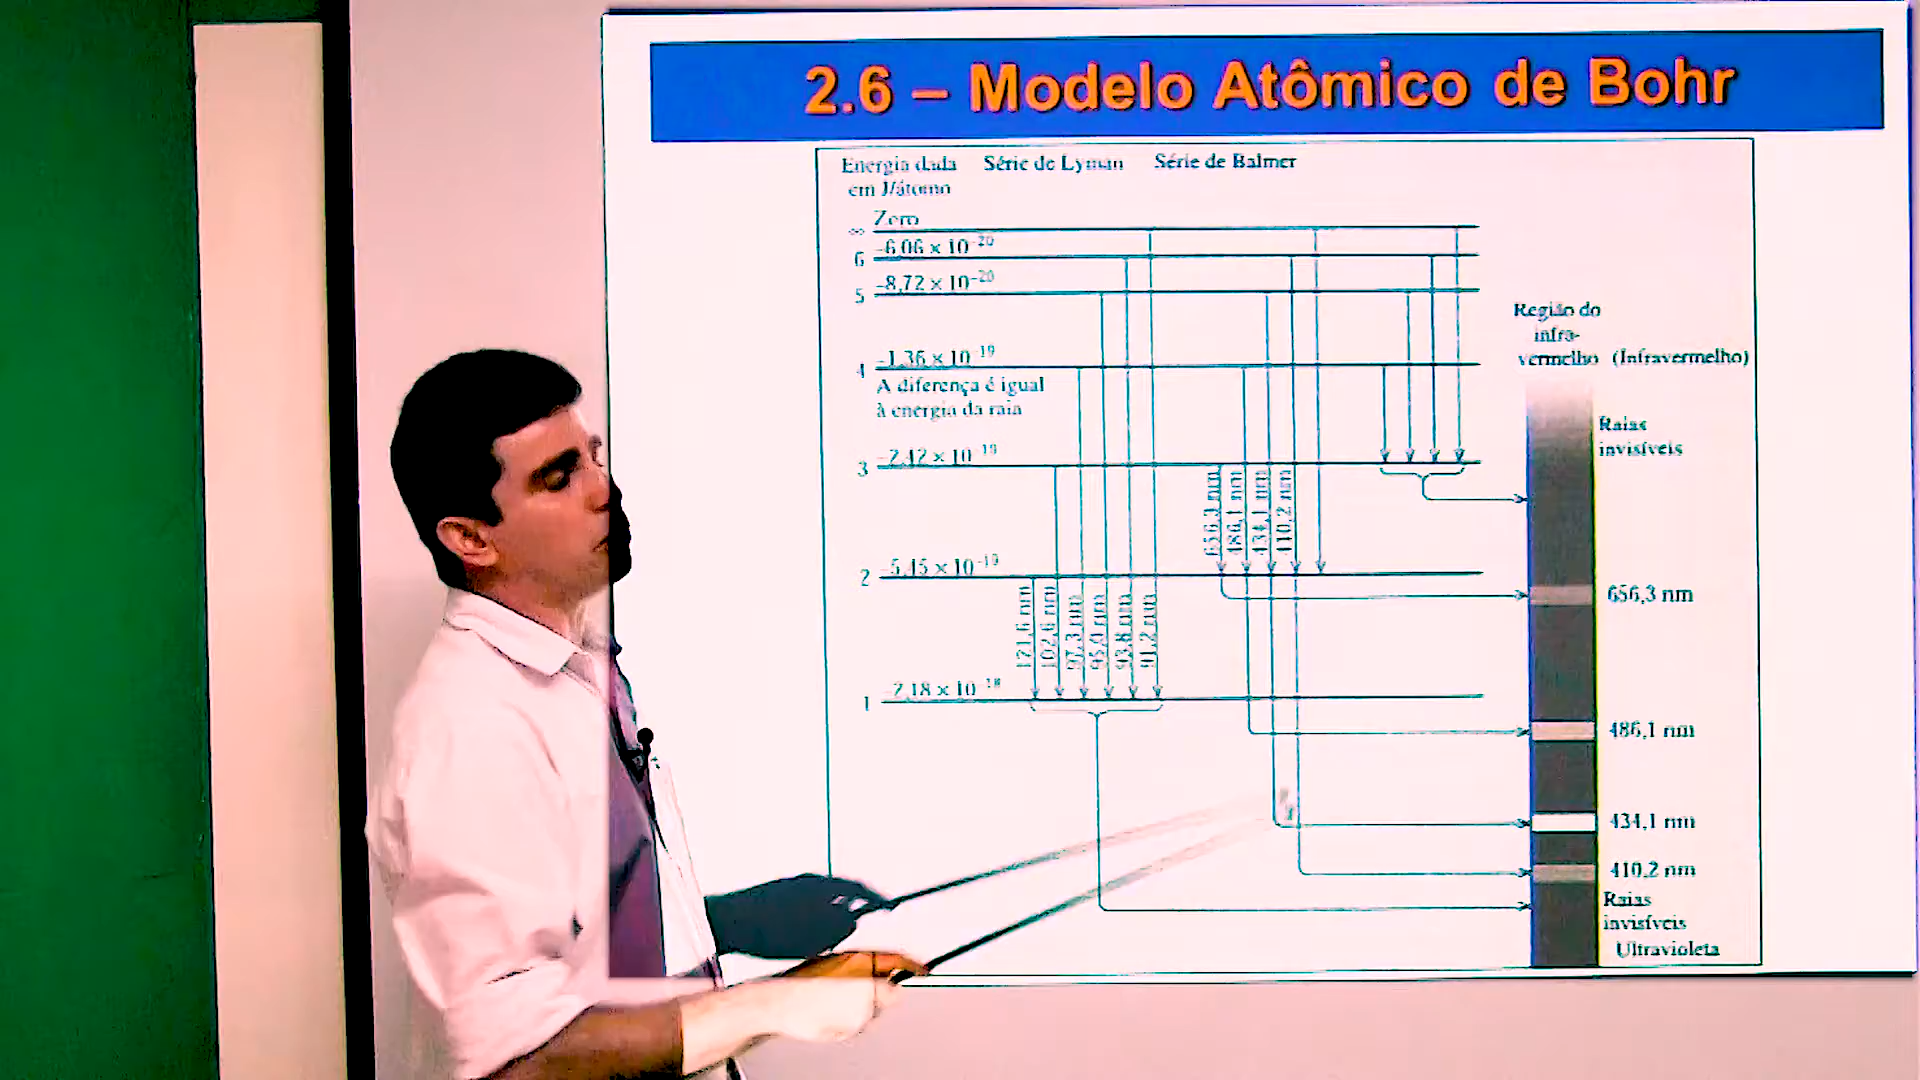 2.6 – Modelo Atômico de Bohr
Energia dada
em J/átomo
Série de Lyman
Série de Balmer
Zero
∞
–6,06 × 10⁻²⁰
6
–8,72 × 10⁻²⁰
5
–1,36 × 10⁻¹⁹
4
A diferença é igual
à energia da raia
–2,42 × 10⁻¹⁹
3
–5,45 × 10⁻¹⁹
2
–2,18 × 10⁻¹⁸
1
121,6 nm
102,6 nm
97,3 nm
95,0 nm
93,8 nm
91,2 nm
656,3 nm
486,1 nm
434,1 nm
410,2 nm
Região do
infra-
vermelho
(Infravermelho)
Raias
invisíveis
656,3 nm
486,1 nm
434,1 nm
410,2 nm
Raias
invisíveis
Ultravioleta